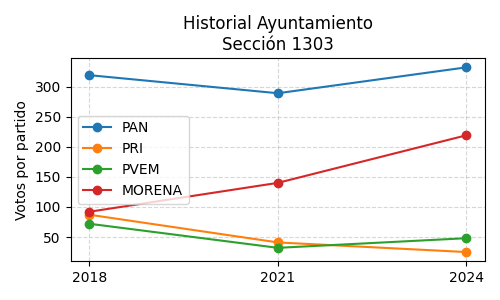 Historial Ayuntamiento
Sección 1303
Votos por partido
300
250
200
150
100
50
PAN
PRI
PVEM
MORENA
2018
2021
2024